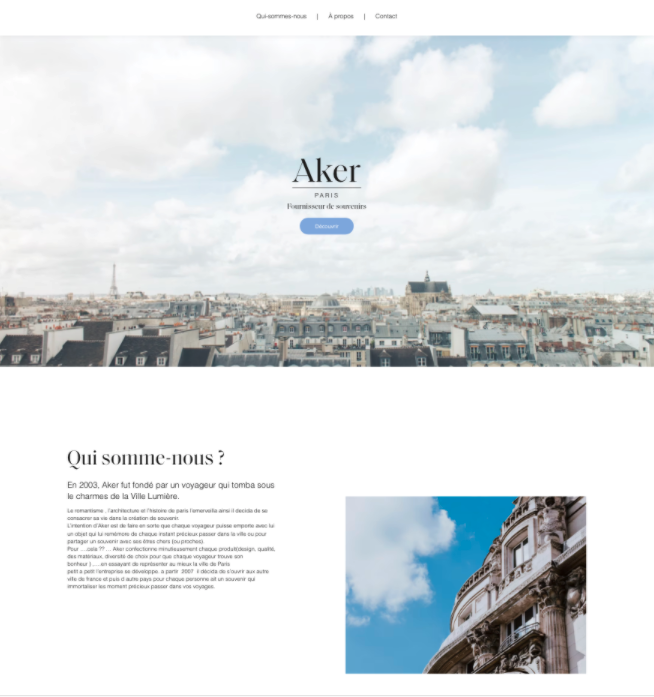 Qui-sommes-nous | À propos | Contact
Aker
PARIS
Fournisseur de souvenirs
Découvrir
Qui somme-nous ?
En 2003, Aker fut fondé par un voyageur qui tomba sous
le charmes de la Ville Lumière.
Le romantisme , l'architecture et l'histoire de paris l'emerveilla ainsi il decida de se
consacrer sa vie dans la création de souvenir.
L'intention d'Aker est de faire en sorte que chaque voyageur puisse emporte avec lui
un objet qui lui remémore de chaque instant précieux passer dans la ville ou pour
partager un souvenir avec ses êtres chers (ou proches).
Pour ....cela ?? ... Aker confectionne minutieusement chaque produit(design, qualité,
des matériaux, diversité de choix pour que chaque voyageur trouve son
bonheur ) .....en essayant de représenter au mieux la ville de Paris
petit a petit l'entreprise se développe, a partir 2007 il décida de s'ouvrir aux autre
ville de france et puis d autre pays pour chaque personne ait un souvenir qui
immortalise les moment précieux passer dans vos voyages.